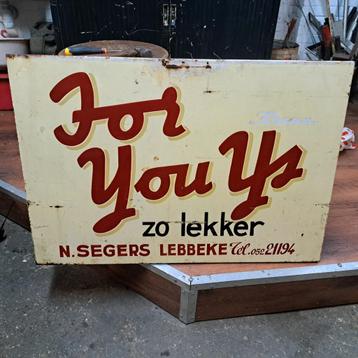 For
You Ys
zo lekker
N. SEGERS LEBBEKE Tel. 052 21194